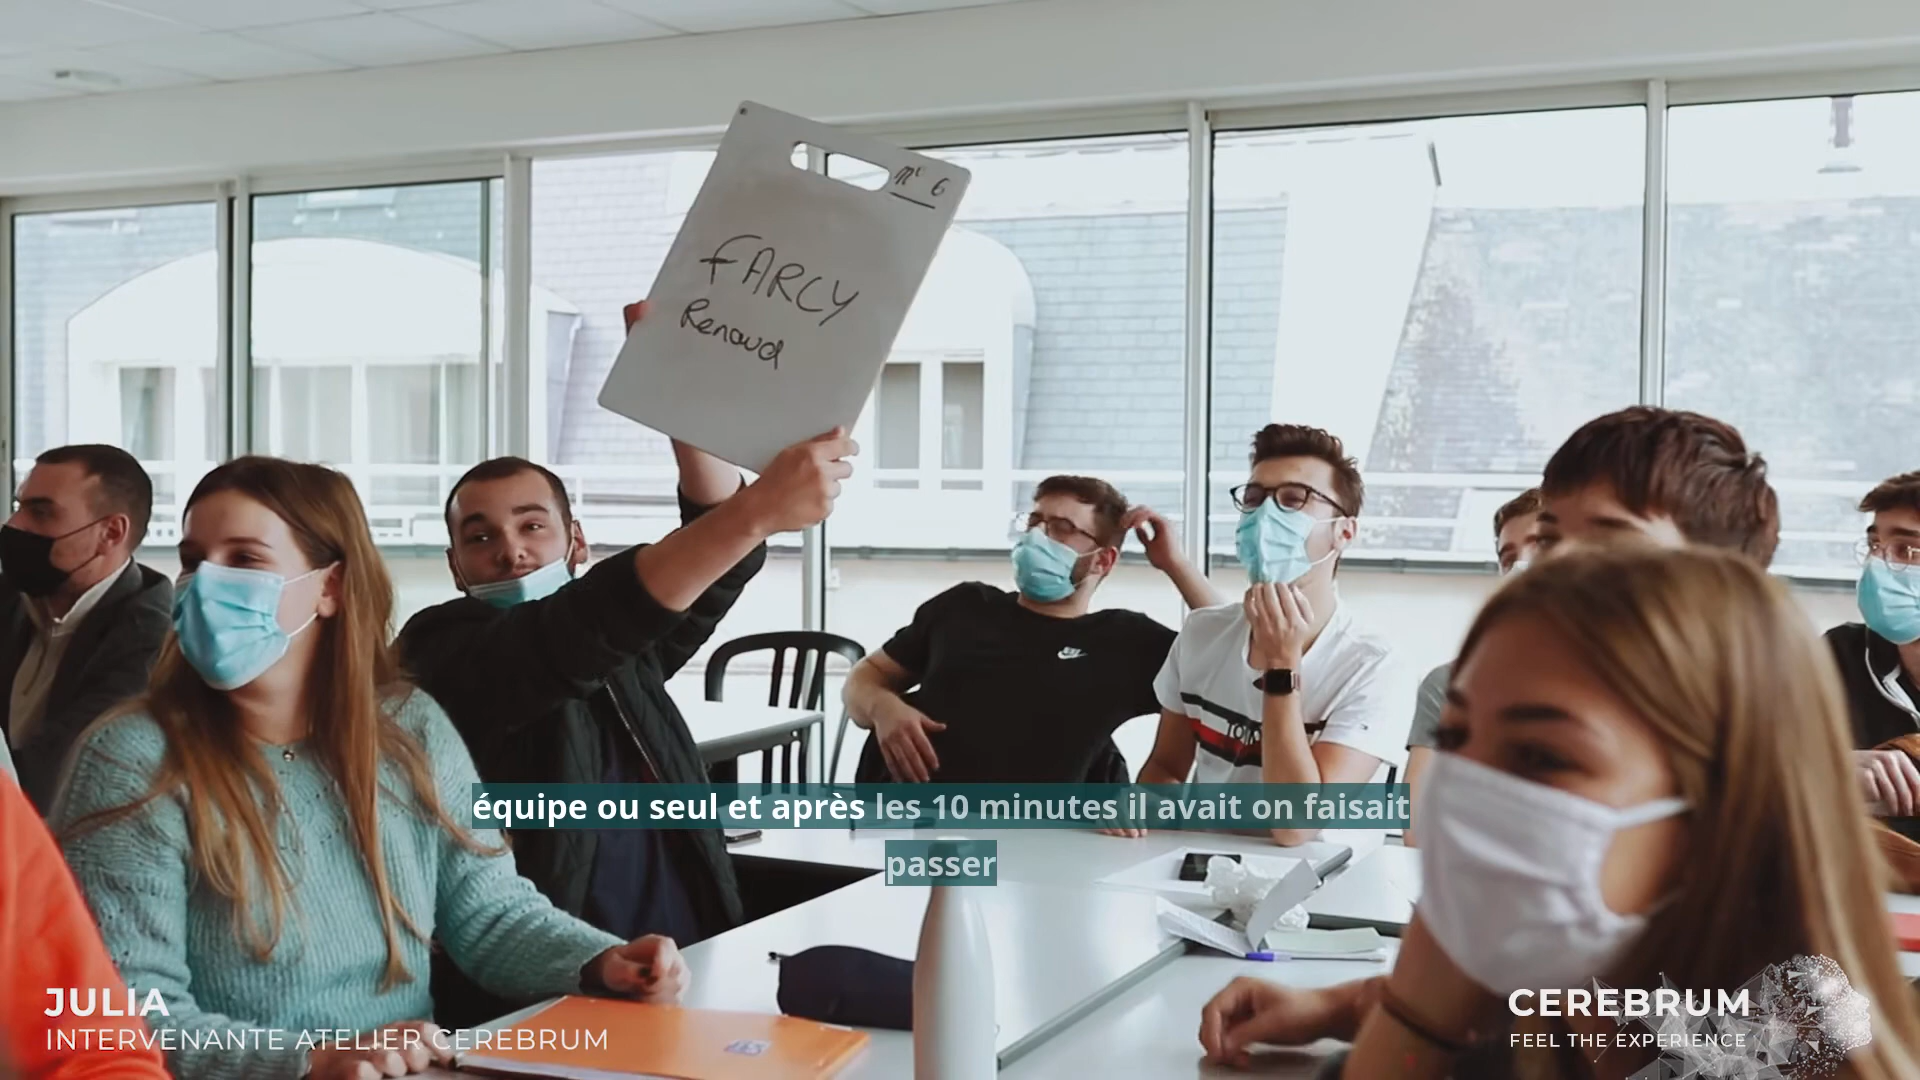 n° 6
FARCY
Renaud
équipe ou seul et après les 10 minutes il avait on faisait
passer
JULIA
INTERVENANTE ATELIER CEREBRUM
CEREBRUM
FEEL THE EXPERIENCE